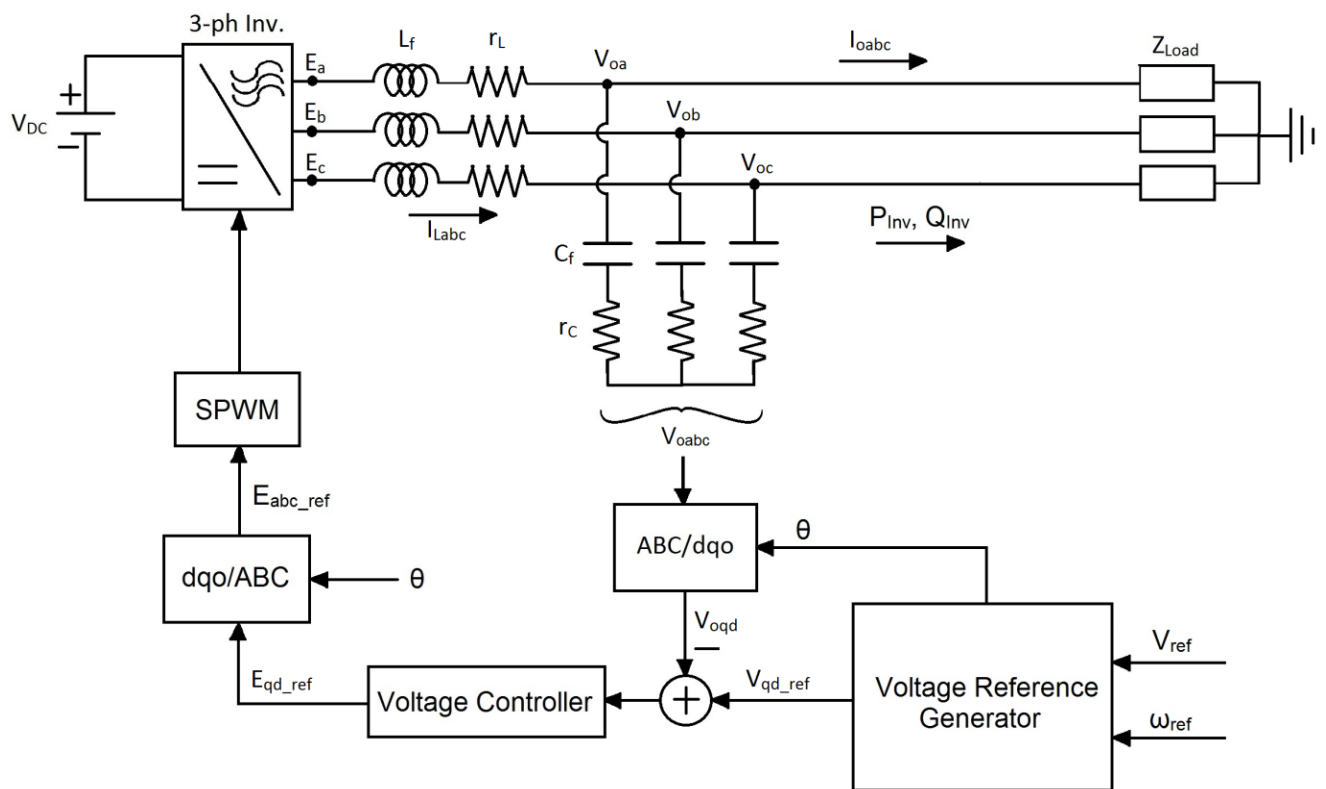 3-ph Inv.
L_f
r_L
I_oabc
Z_Load
E_a
V_oa
+
V_DC
−
E_b
V_ob
E_c
V_oc
I_Labc
P_Inv, Q_Inv
C_f
r_C
SPWM
V_oabc
E_abc_ref
ABC/dqo
θ
dqo/ABC
θ
V_oqd
−
V_ref
E_qd_ref
Voltage Controller
+
V_qd_ref
Voltage Reference
Generator
ω_ref